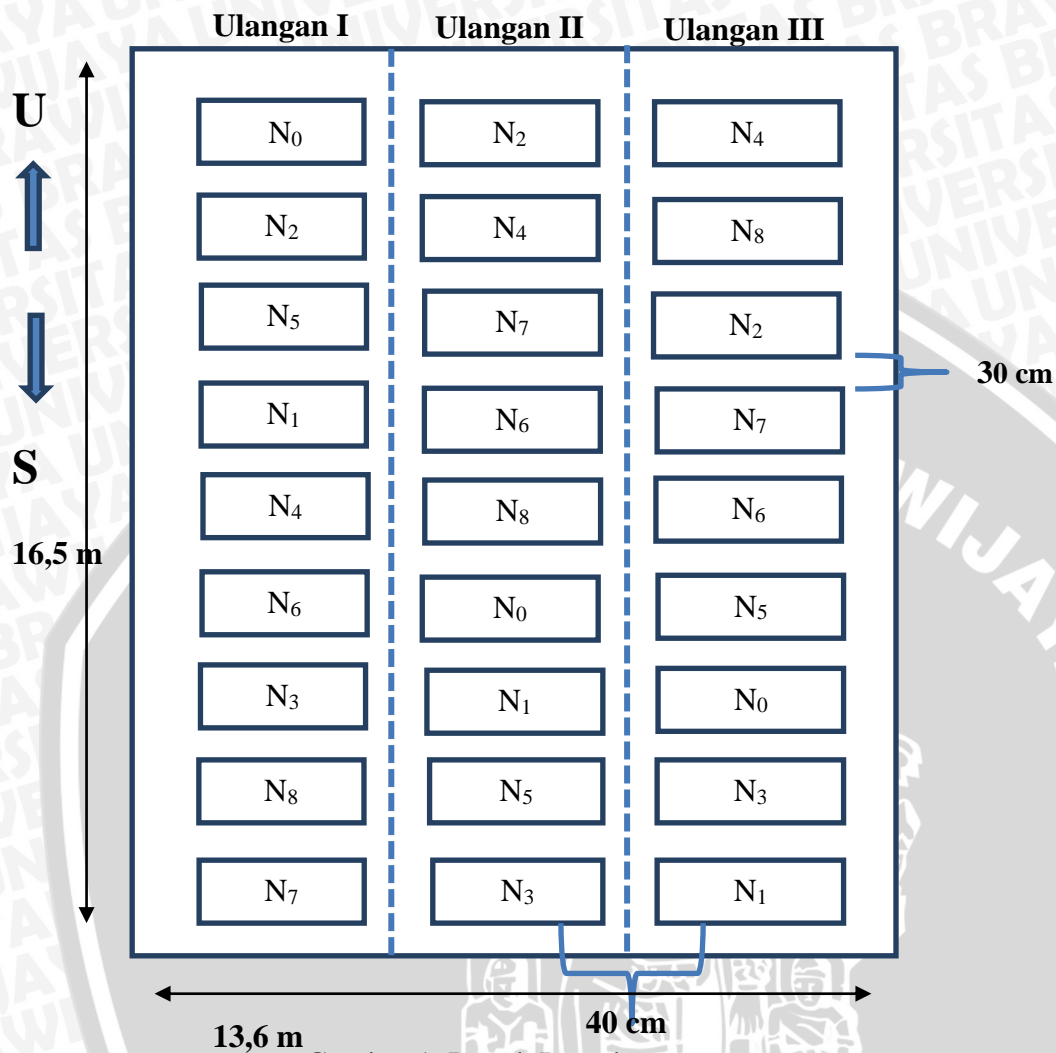 Ulangan I Ulangan II Ulangan III
U
N₀ N₂ N₄
N₂ N₄ N₈
N₅ N₇ N₂
30 cm
N₁ N₆ N₇
S
N₄ N₈ N₆
16,5 m
N₆ N₀ N₅
N₃ N₁ N₀
N₈ N₅ N₃
N₇ N₃ N₁
13,6 m 40 cm
WIJAYA